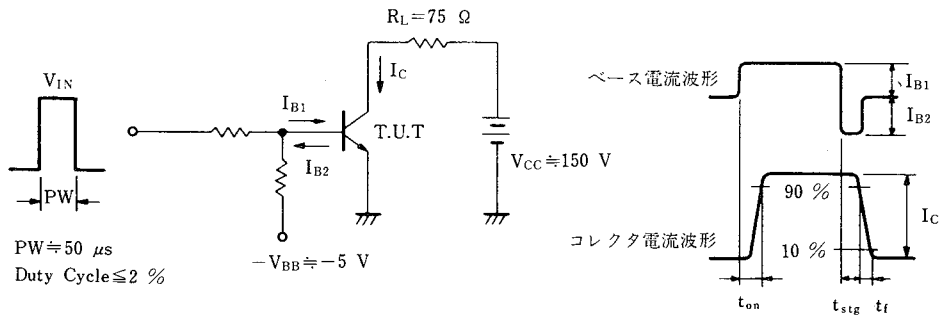 R_L=75 Ω
V_IN
I_C
I_B1
T.U.T
I_B2
V_CC≒150 V
PW
PW≒50 μs
−V_BB≒−5 V
Duty Cycle≦2 %
ベース電流波形
I_B1
I_B2
90 %
I_C
コレクタ電流波形
10 %
t_on
t_stg
t_f